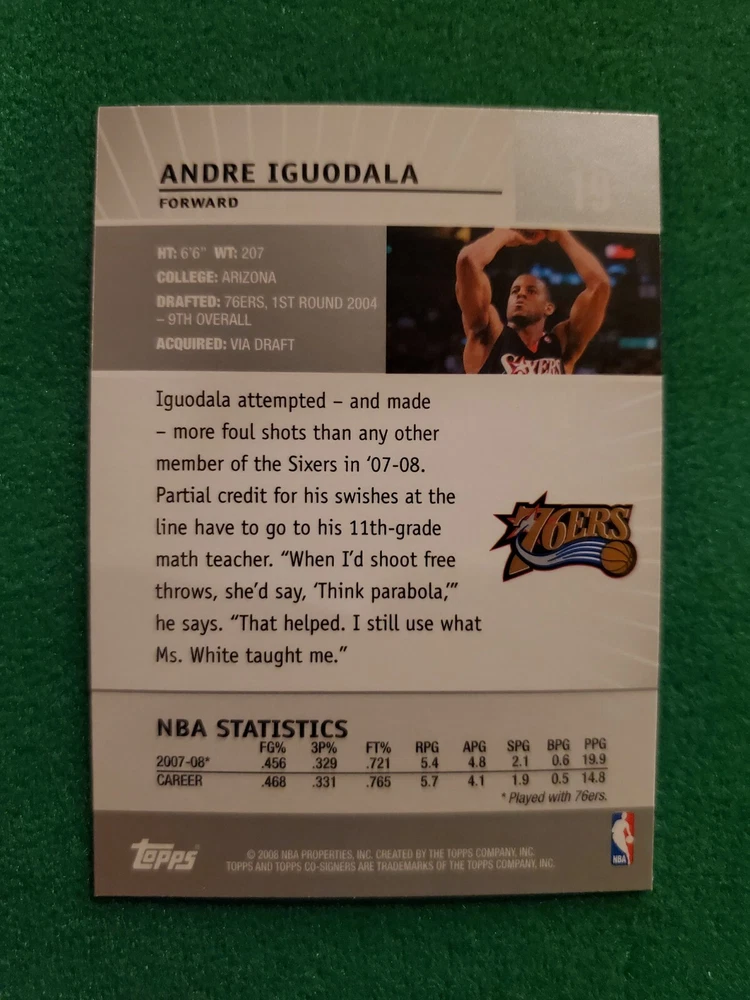 ANDRE IGUODALA
19
FORWARD
HT: 6'6" WT: 207
COLLEGE: ARIZONA
DRAFTED: 76ERS, 1ST ROUND 2004
– 9TH OVERALL
ACQUIRED: VIA DRAFT
SIXERS
Iguodala attempted – and made
– more foul shots than any other
member of the Sixers in '07-08.
Partial credit for his swishes at the
line have to go to his 11th-grade
math teacher. "When I'd shoot free
throws, she'd say, 'Think parabola,'"
he says. "That helped. I still use what
Ms. White taught me."
76ERS
NBA STATISTICS
FG% 3P% FT% RPG APG SPG BPG PPG
2007-08* .456 .329 .721 5.4 4.8 2.1 0.6 19.9
CAREER .468 .331 .765 5.7 4.1 1.9 0.5 14.8
* Played with 76ers.
Topps
© 2008 NBA PROPERTIES, INC. CREATED BY THE TOPPS COMPANY, INC.
TOPPS AND TOPPS CO-SIGNERS ARE TRADEMARKS OF THE TOPPS COMPANY, INC.
NBA